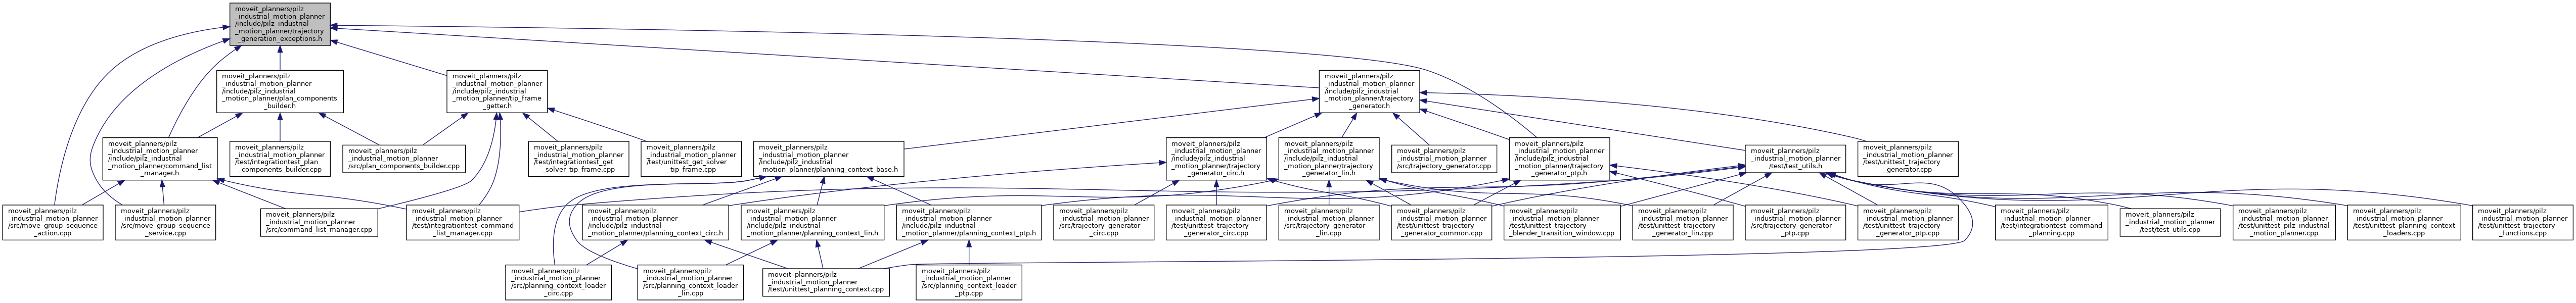 moveit_planners/pilz
_industrial_motion_planner
/include/pilz_industrial
_motion_planner/trajectory
_generation_exceptions.h
moveit_planners/pilz
_industrial_motion_planner
/include/pilz_industrial
_motion_planner/plan_components
_builder.h
moveit_planners/pilz
_industrial_motion_planner
/include/pilz_industrial
_motion_planner/tip_frame
_getter.h
moveit_planners/pilz
_industrial_motion_planner
/include/pilz_industrial
_motion_planner/trajectory
_generator.h
moveit_planners/pilz
_industrial_motion_planner
/include/pilz_industrial
_motion_planner/command_list
_manager.h
moveit_planners/pilz
_industrial_motion_planner
/test/integrationtest_plan
_components_builder.cpp
moveit_planners/pilz
_industrial_motion_planner
/src/plan_components_builder.cpp
moveit_planners/pilz
_industrial_motion_planner
/test/integrationtest_get
_solver_tip_frame.cpp
moveit_planners/pilz
_industrial_motion_planner
/test/unittest_get_solver
_tip_frame.cpp
moveit_planners/pilz
_industrial_motion_planner
/include/pilz_industrial
_motion_planner/planning_context_base.h
moveit_planners/pilz
_industrial_motion_planner
/include/pilz_industrial
_motion_planner/trajectory
_generator_circ.h
moveit_planners/pilz
_industrial_motion_planner
/include/pilz_industrial
_motion_planner/trajectory
_generator_lin.h
moveit_planners/pilz
_industrial_motion_planner
/src/trajectory_generator.cpp
moveit_planners/pilz
_industrial_motion_planner
/include/pilz_industrial
_motion_planner/trajectory
_generator_ptp.h
moveit_planners/pilz
_industrial_motion_planner
/test/test_utils.h
moveit_planners/pilz
_industrial_motion_planner
/test/unittest_trajectory
_generator.cpp
moveit_planners/pilz
_industrial_motion_planner
/src/move_group_sequence
_action.cpp
moveit_planners/pilz
_industrial_motion_planner
/src/move_group_sequence
_service.cpp
moveit_planners/pilz
_industrial_motion_planner
/src/command_list_manager.cpp
moveit_planners/pilz
_industrial_motion_planner
/test/integrationtest_command
_list_manager.cpp
moveit_planners/pilz
_industrial_motion_planner
/include/pilz_industrial
_motion_planner/planning_context_circ.h
moveit_planners/pilz
_industrial_motion_planner
/include/pilz_industrial
_motion_planner/planning_context_lin.h
moveit_planners/pilz
_industrial_motion_planner
/include/pilz_industrial
_motion_planner/planning_context_ptp.h
moveit_planners/pilz
_industrial_motion_planner
/src/trajectory_generator
_circ.cpp
moveit_planners/pilz
_industrial_motion_planner
/test/unittest_trajectory
_generator_circ.cpp
moveit_planners/pilz
_industrial_motion_planner
/src/trajectory_generator
_lin.cpp
moveit_planners/pilz
_industrial_motion_planner
/test/unittest_trajectory
_generator_common.cpp
moveit_planners/pilz
_industrial_motion_planner
/test/unittest_trajectory
_blender_transition_window.cpp
moveit_planners/pilz
_industrial_motion_planner
/test/unittest_trajectory
_generator_lin.cpp
moveit_planners/pilz
_industrial_motion_planner
/src/trajectory_generator
_ptp.cpp
moveit_planners/pilz
_industrial_motion_planner
/test/unittest_trajectory
_generator_ptp.cpp
moveit_planners/pilz
_industrial_motion_planner
/test/integrationtest_command
_planning.cpp
moveit_planners/pilz
_industrial_motion_planner
/test/test_utils.cpp
moveit_planners/pilz
_industrial_motion_planner
/test/unittest_pilz_industrial
_motion_planner.cpp
moveit_planners/pilz
_industrial_motion_planner
/test/unittest_planning_context
_loaders.cpp
moveit_planners/pilz
_industrial_motion_planner
/test/unittest_trajectory
_functions.cpp
moveit_planners/pilz
_industrial_motion_planner
/src/planning_context_loader
_circ.cpp
moveit_planners/pilz
_industrial_motion_planner
/src/planning_context_loader
_lin.cpp
moveit_planners/pilz
_industrial_motion_planner
/test/unittest_planning_context.cpp
moveit_planners/pilz
_industrial_motion_planner
/src/planning_context_loader
_ptp.cpp